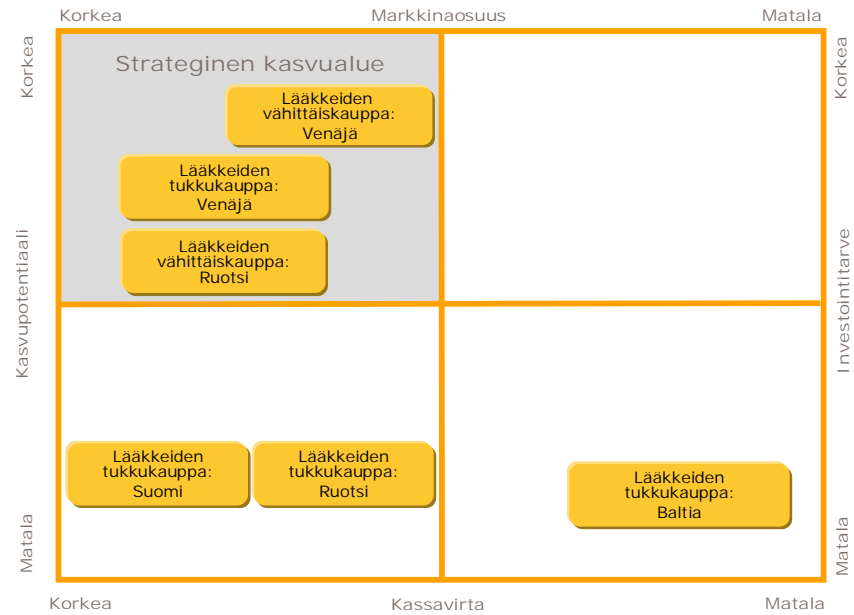 Korkea
Markkinaosuus
Matala
Korkea
Korkea
Strateginen kasvualue
Lääkkeiden
vähittäiskauppa:
Venäjä
Lääkkeiden
tukkukauppa:
Venäjä
Lääkkeiden
vähittäiskauppa:
Ruotsi
Kasvupotentiaali
Investointitarve
Lääkkeiden
tukkukauppa:
Suomi
Lääkkeiden
tukkukauppa:
Ruotsi
Lääkkeiden
tukkukauppa:
Baltia
Matala
Matala
Korkea
Kassavirta
Matala